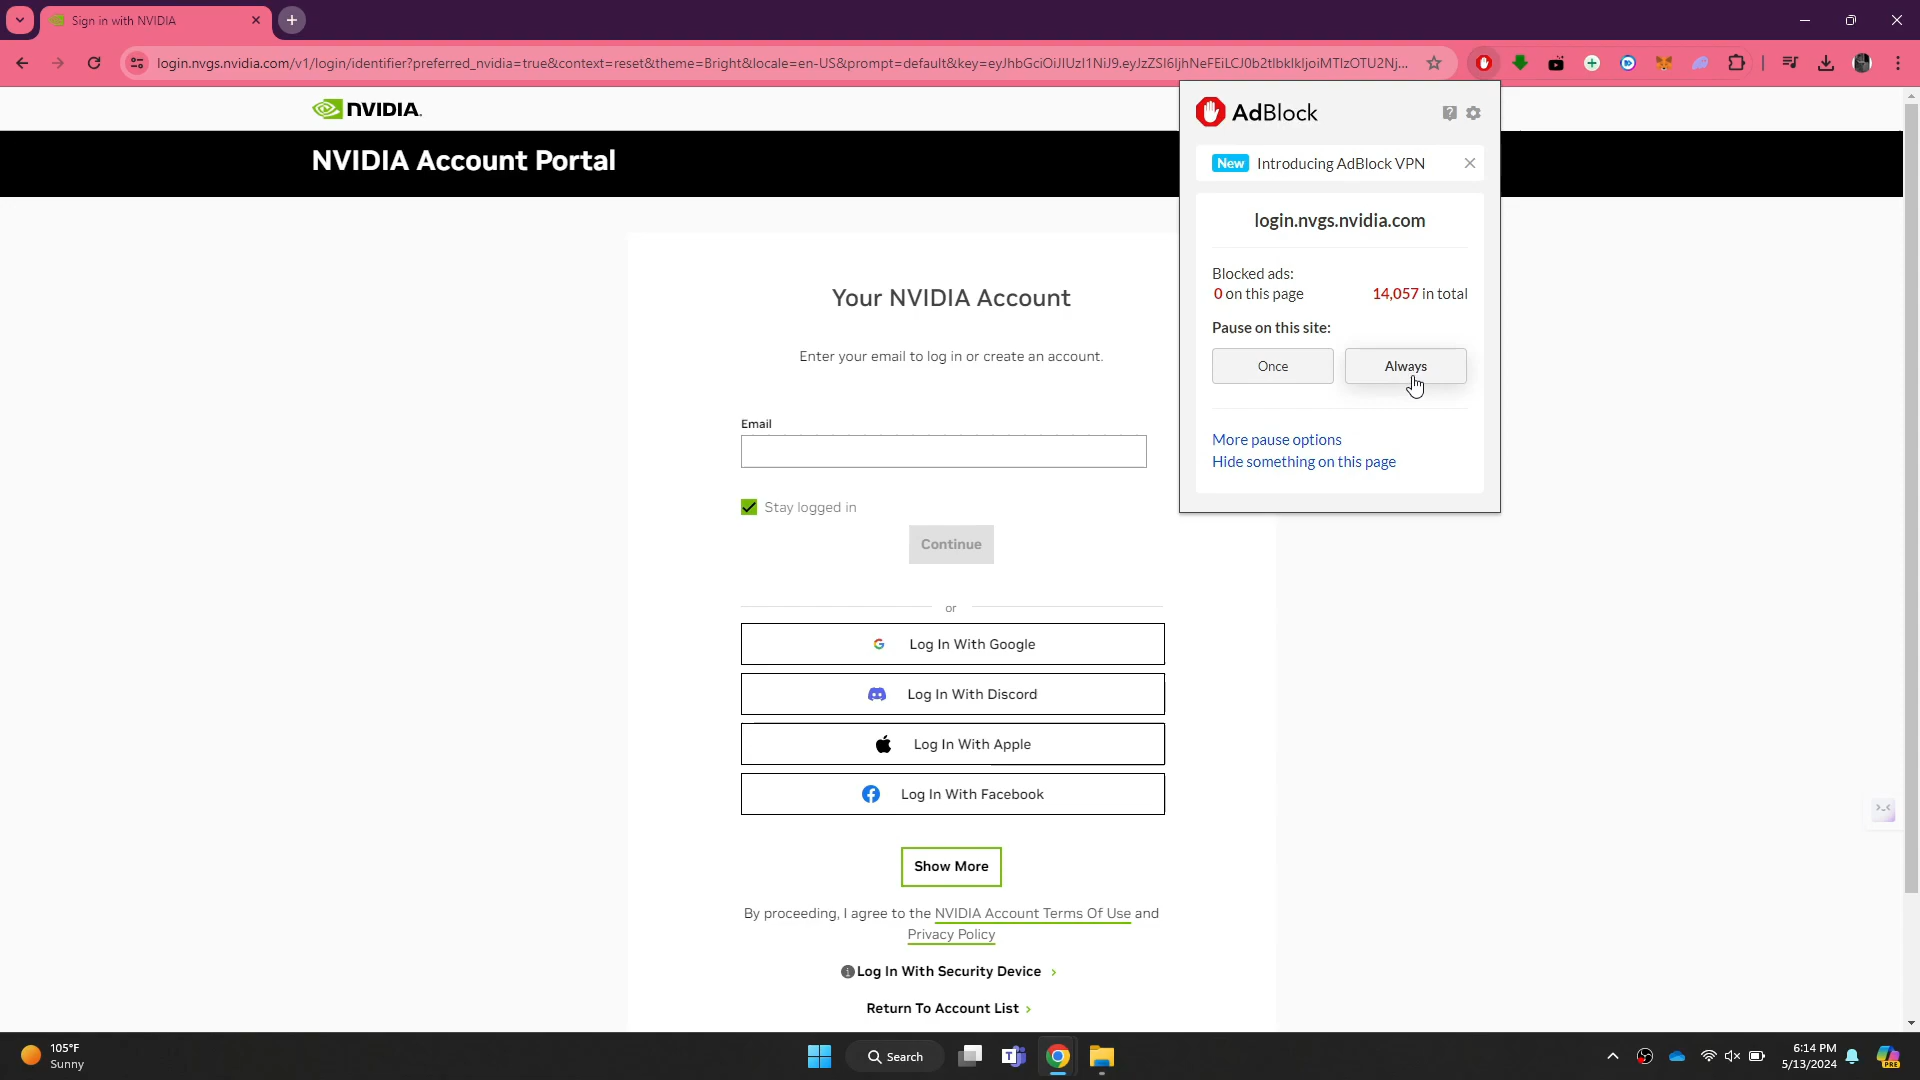 Sign in with NVIDIA
login.nvgs.nvidia.com/v1/login/identifier?preferred_nvidia=true&context=reset&theme=Bright&locale=en-US&prompt=default&key=
NVIDIA.
NVIDIA Account Portal
AdBlock
New Introducing AdBlock VPN
login.nvgs.nvidia.com
Blocked ads:
0 on this page 14,057 in total
Pause on this site:
Once Always
More pause options
Hide something on this page
Your NVIDIA Account
Enter your email to log in or create an account.
Email
Stay logged in
Continue
or
G Log In With Google
Log In With Discord
Log In With Apple
Log In With Facebook
Show More
By proceeding, I agree to the NVIDIA Account Terms Of Use and
Privacy Policy
Log In With Security Device
Return To Account List
105°F
Sunny
Search
6:14 PM
5/13/2024
PRE